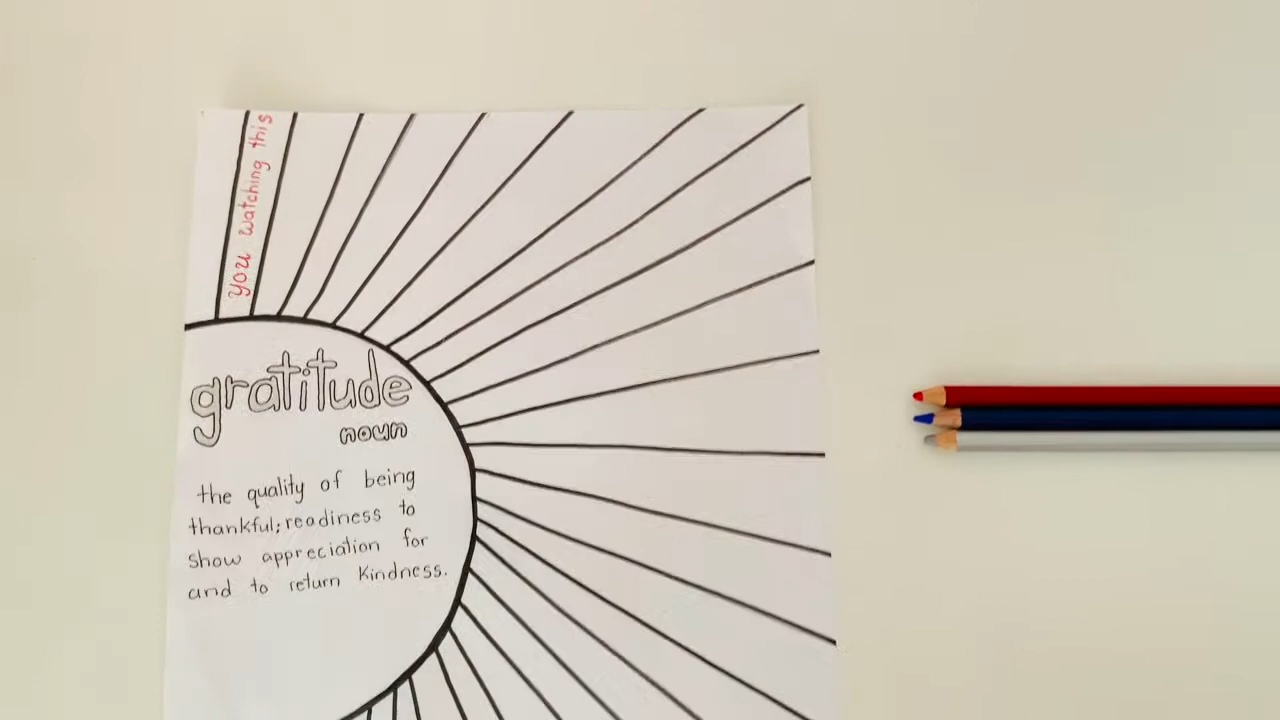 you watching this
gratitude
noun
the quality of being
thankful; readiness to
show appreciation for
and to return kindness.